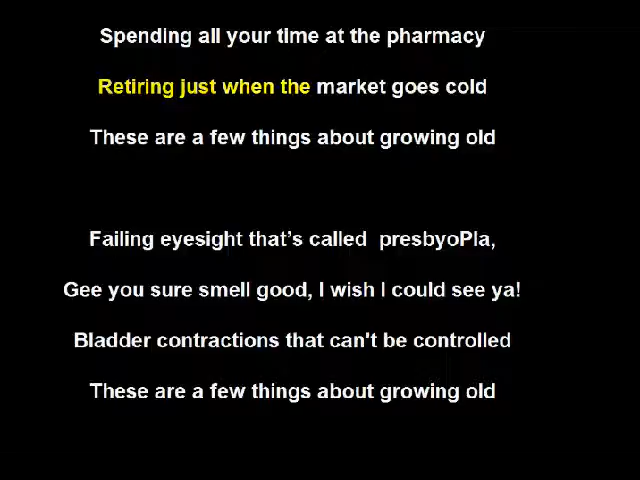 Spending all your time at the pharmacy
Retiring just when the market goes cold
These are a few things about growing old
Failing eyesight that’s called presbyoPIa,
Gee you sure smell good, I wish I could see ya!
Bladder contractions that can't be controlled
These are a few things about growing old